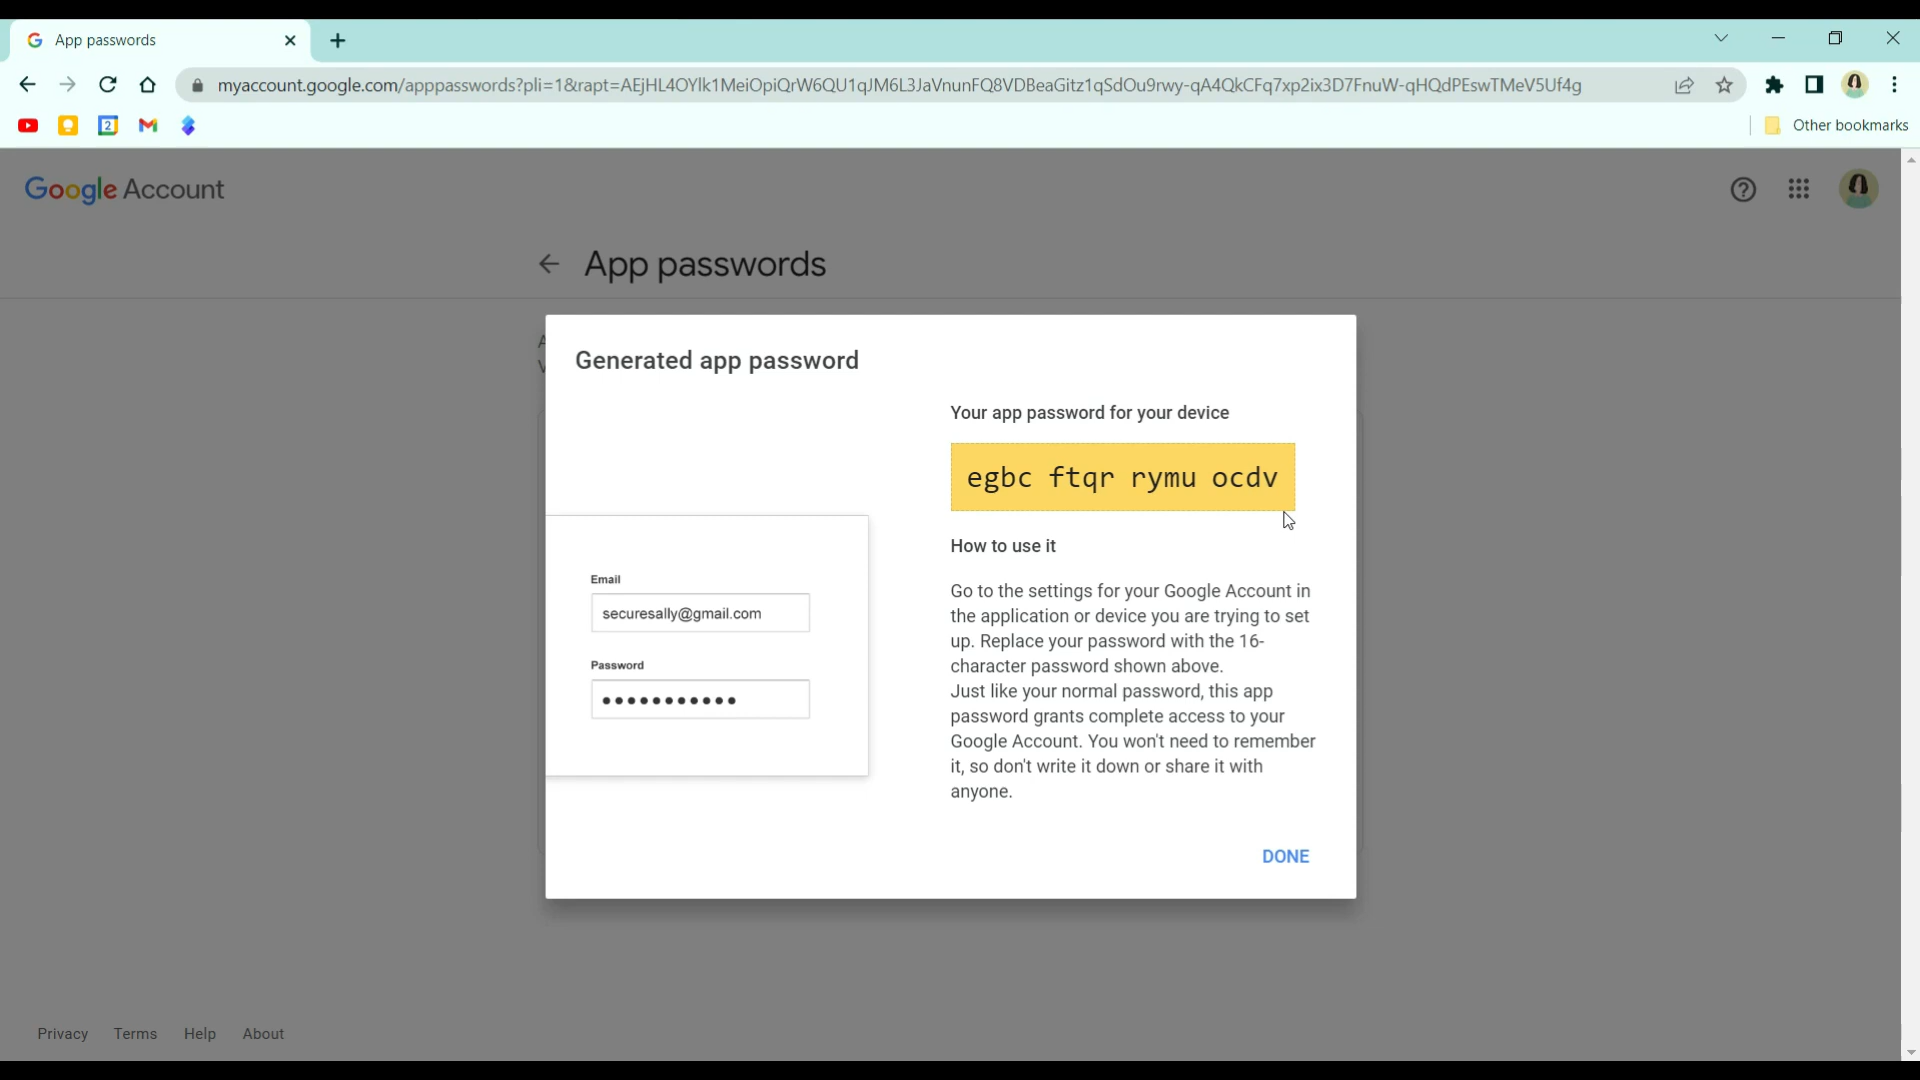 App passwords
myaccount.google.com/apppasswords?pli=1&rapt=AEjHL4OYlk1MeiOpiQrW6QU1qJM6L3JaVnunFQ8VDBeaGitz1qSdOu9rwy-qA4QkCFq7xp2ix3D7FnuW-qHQdPEswTMeV5Uf4g
2
Other bookmarks
Google Account
App passwords
Generated app password
Your app password for your device
egbc ftqr rymu ocdv
How to use it
Go to the settings for your Google Account in
the application or device you are trying to set
up. Replace your password with the 16-
character password shown above.
Just like your normal password, this app
password grants complete access to your
Google Account. You won't need to remember
it, so don't write it down or share it with
anyone.
Email
securesally@gmail.com
Password
DONE
Privacy Terms Help About